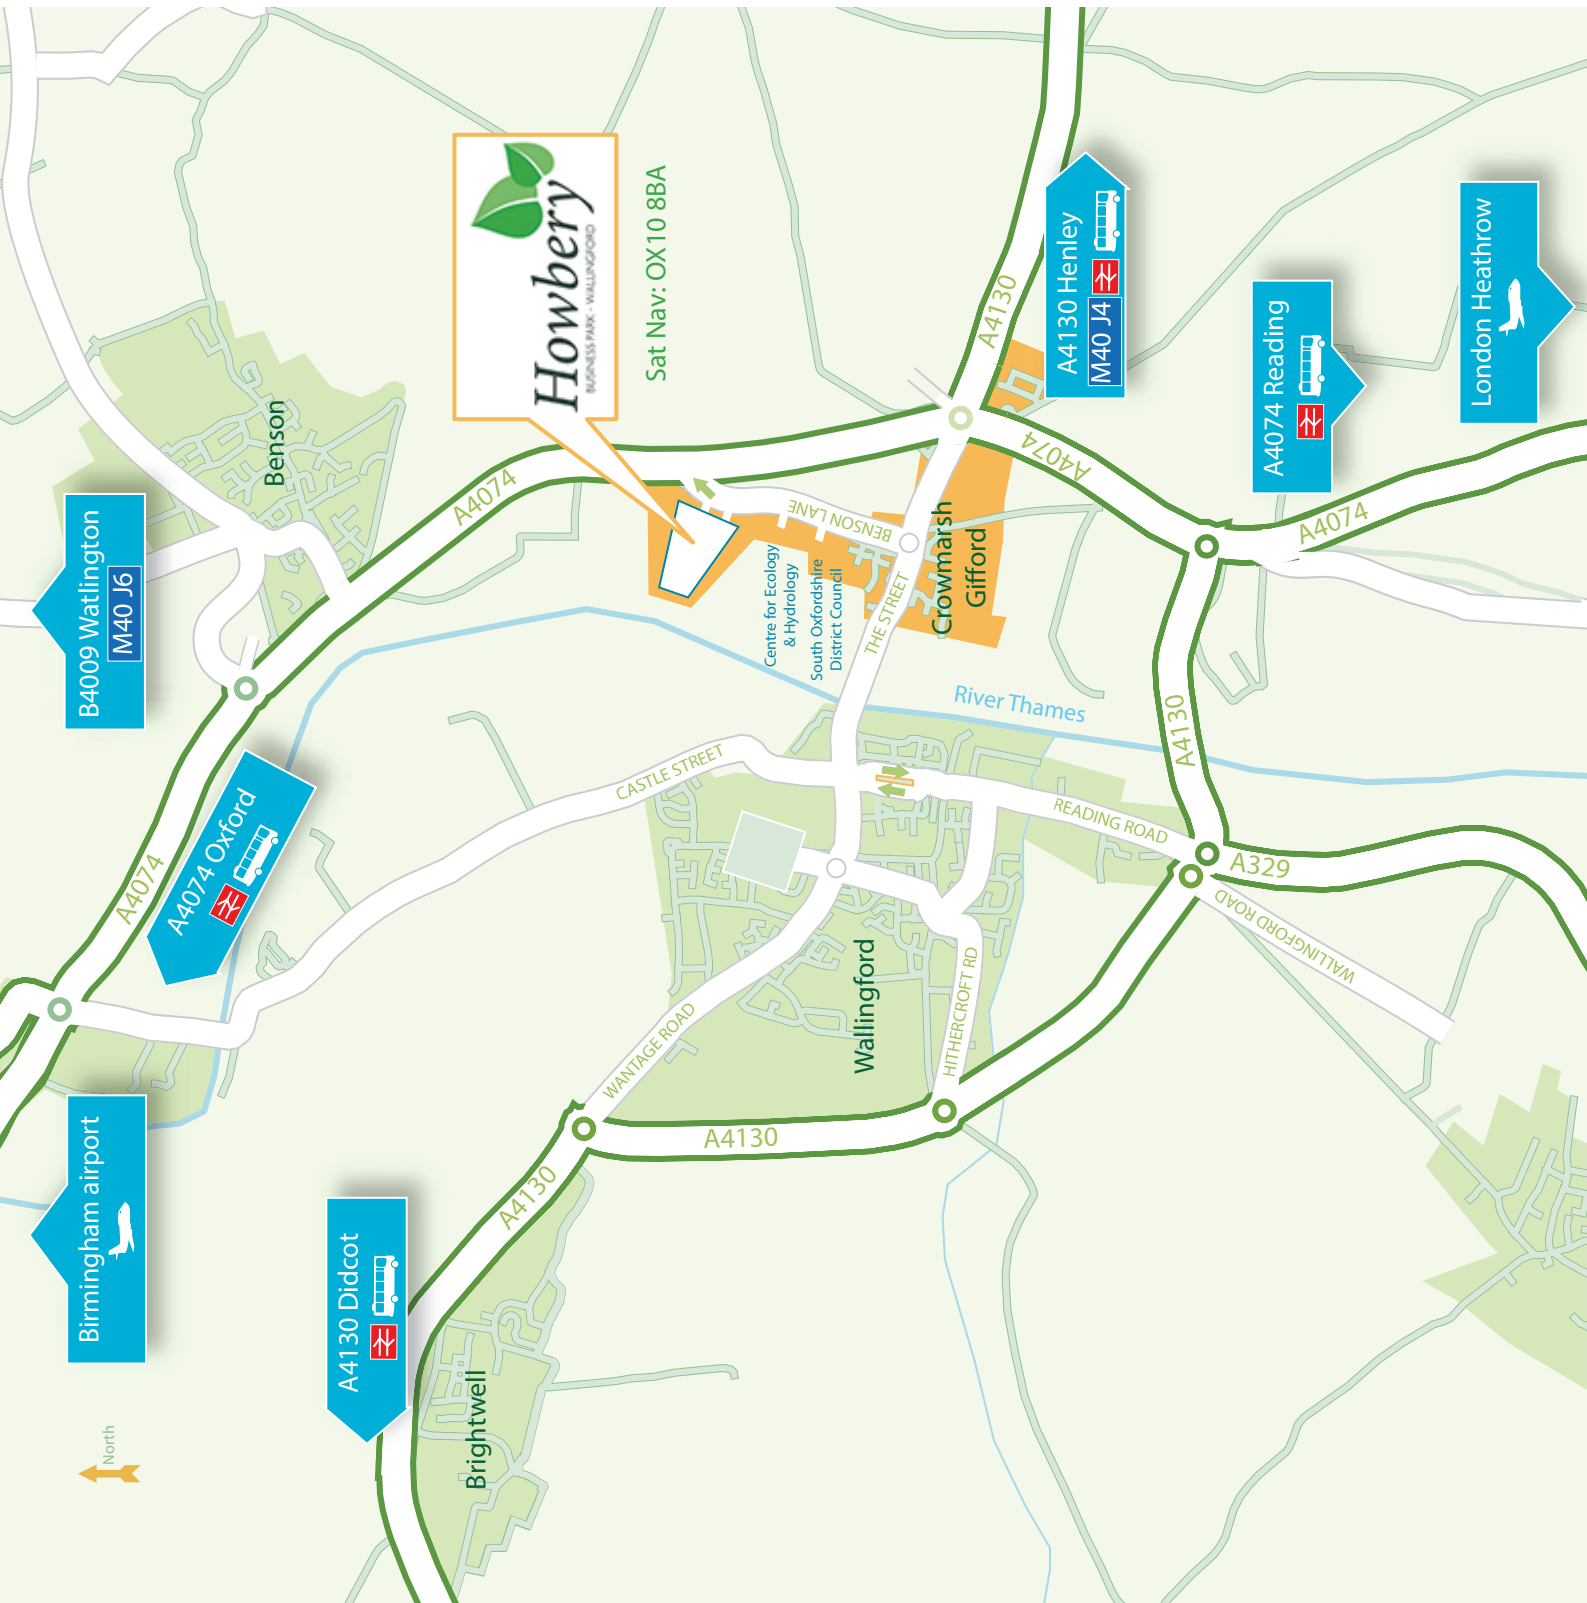 Birmingham airport
B4009 Watlington
M40 J6
A4074 Oxford
A4074
A4074
Benson
Howbery
BUSINESS PARK - WALLINGFORD
Sat Nav: OX10 8BA
A4130
A4130 Henley
M40 J4
A4074
A4074 Reading
A4074
London Heathrow
BENSON LANE
Centre for Ecology
& Hydrology
South Oxfordshire
District Council
THE STREET
Crowmarsh
Gifford
River Thames
A4130
CASTLE STREET
READING ROAD
A329
WALLINGFORD ROAD
Wallingford
HITHERCROFT RD
WANTAGE ROAD
A4130
A4130
A4130 Didcot
Brightwell
North